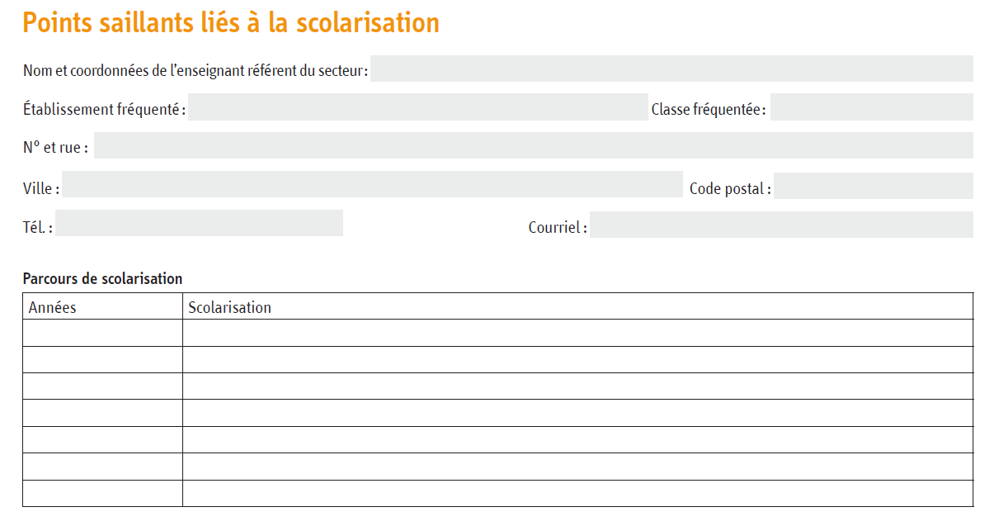 Points saillants liés à la scolarisation
Nom et coordonnées de l'enseignant référent du secteur:
Établissement fréquenté: Classe fréquentée:
N° et rue :
Ville : Code postal :
Tél. : Courriel :
Parcours de scolarisation
Années Scolarisation